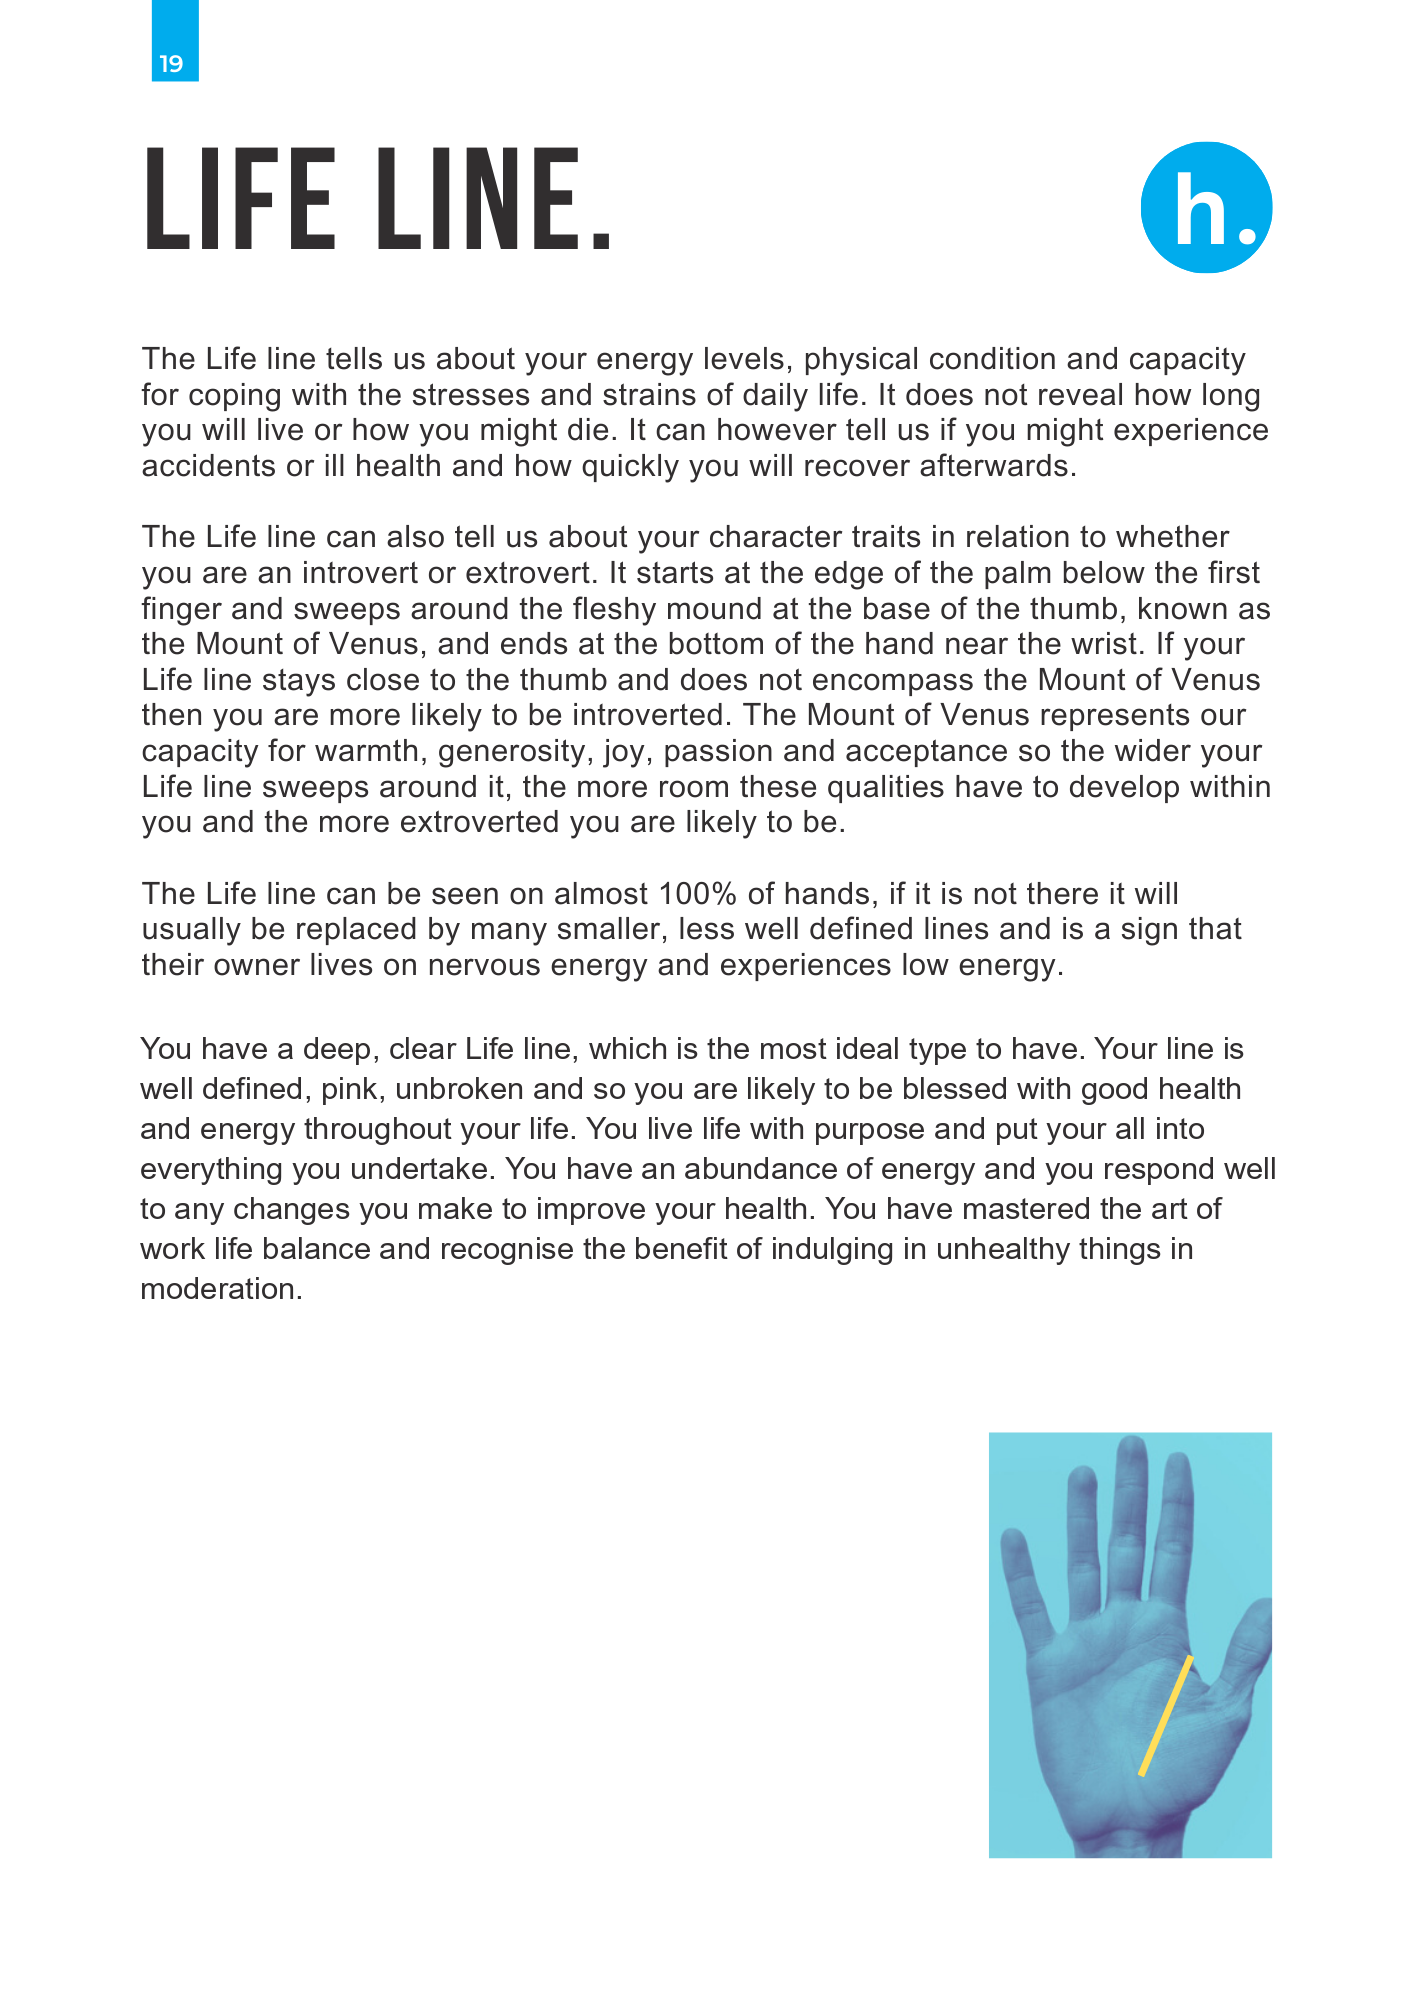 19
LIFE LINE.
h.
The Life line tells us about your energy levels, physical condition and capacity
for coping with the stresses and strains of daily life. It does not reveal how long
you will live or how you might die. It can however tell us if you might experience
accidents or ill health and how quickly you will recover afterwards.
The Life line can also tell us about your character traits in relation to whether
you are an introvert or extrovert. It starts at the edge of the palm below the first
finger and sweeps around the fleshy mound at the base of the thumb, known as
the Mount of Venus, and ends at the bottom of the hand near the wrist. If your
Life line stays close to the thumb and does not encompass the Mount of Venus
then you are more likely to be introverted. The Mount of Venus represents our
capacity for warmth, generosity, joy, passion and acceptance so the wider your
Life line sweeps around it, the more room these qualities have to develop within
you and the more extroverted you are likely to be.
The Life line can be seen on almost 100% of hands, if it is not there it will
usually be replaced by many smaller, less well defined lines and is a sign that
their owner lives on nervous energy and experiences low energy.
You have a deep, clear Life line, which is the most ideal type to have. Your line is
well defined, pink, unbroken and so you are likely to be blessed with good health
and energy throughout your life. You live life with purpose and put your all into
everything you undertake. You have an abundance of energy and you respond well
to any changes you make to improve your health. You have mastered the art of
work life balance and recognise the benefit of indulging in unhealthy things in
moderation.